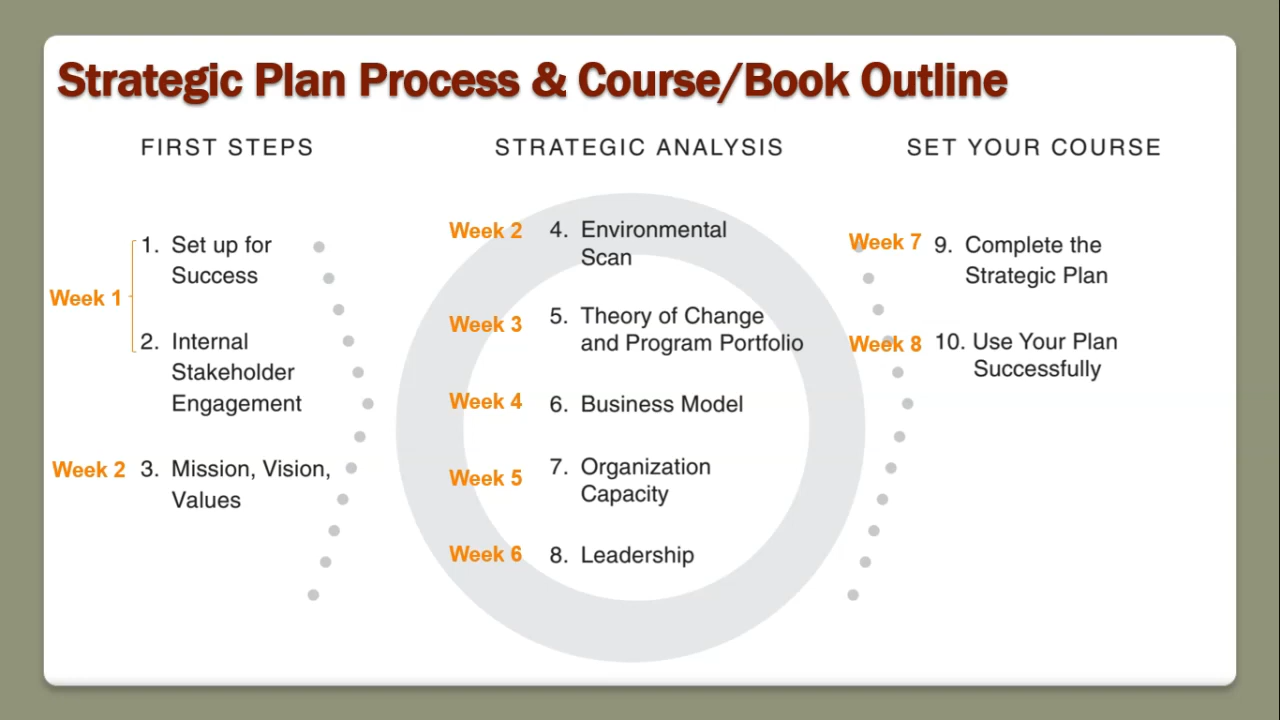 Strategic Plan Process & Course/Book Outline
FIRST STEPS
Week 1
1. Set up for
Success
2. Internal
Stakeholder
Engagement
Week 2 3. Mission, Vision,
Values
STRATEGIC ANALYSIS
Week 2 4. Environmental
Scan
Week 3 5. Theory of Change
and Program Portfolio
Week 4 6. Business Model
Week 5 7. Organization
Capacity
Week 6 8. Leadership
SET YOUR COURSE
Week 7 9. Complete the
Strategic Plan
Week 8 10. Use Your Plan
Successfully